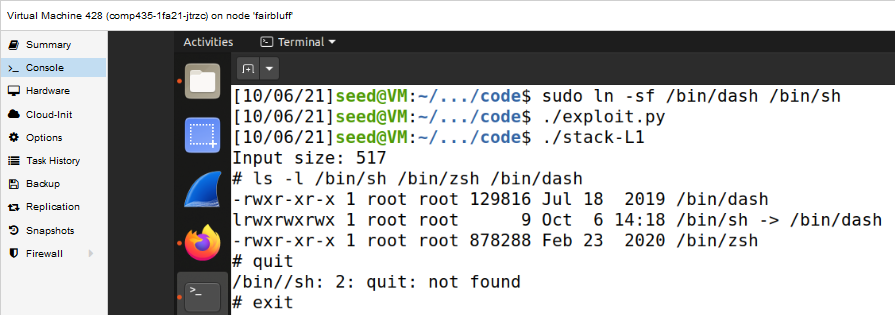 Virtual Machine 428 (comp435-1fa21-jtrzc) on node 'fairbluff'
Summary
Console
Hardware
Cloud-Init
Options
Task History
Backup
Replication
Snapshots
Firewall
Activities Terminal
[10/06/21]seed@VM:~/.../code$ sudo ln -sf /bin/dash /bin/sh
[10/06/21]seed@VM:~/.../code$ ./exploit.py
[10/06/21]seed@VM:~/.../code$ ./stack-L1
Input size: 517
# ls -l /bin/sh /bin/zsh /bin/dash
-rwxr-xr-x 1 root root 129816 Jul 18  2019 /bin/dash
lrwxrwxrwx 1 root root      9 Oct  6 14:18 /bin/sh -> /bin/dash
-rwxr-xr-x 1 root root 878288 Feb 23  2020 /bin/zsh
# quit
/bin//sh: 2: quit: not found
# exit